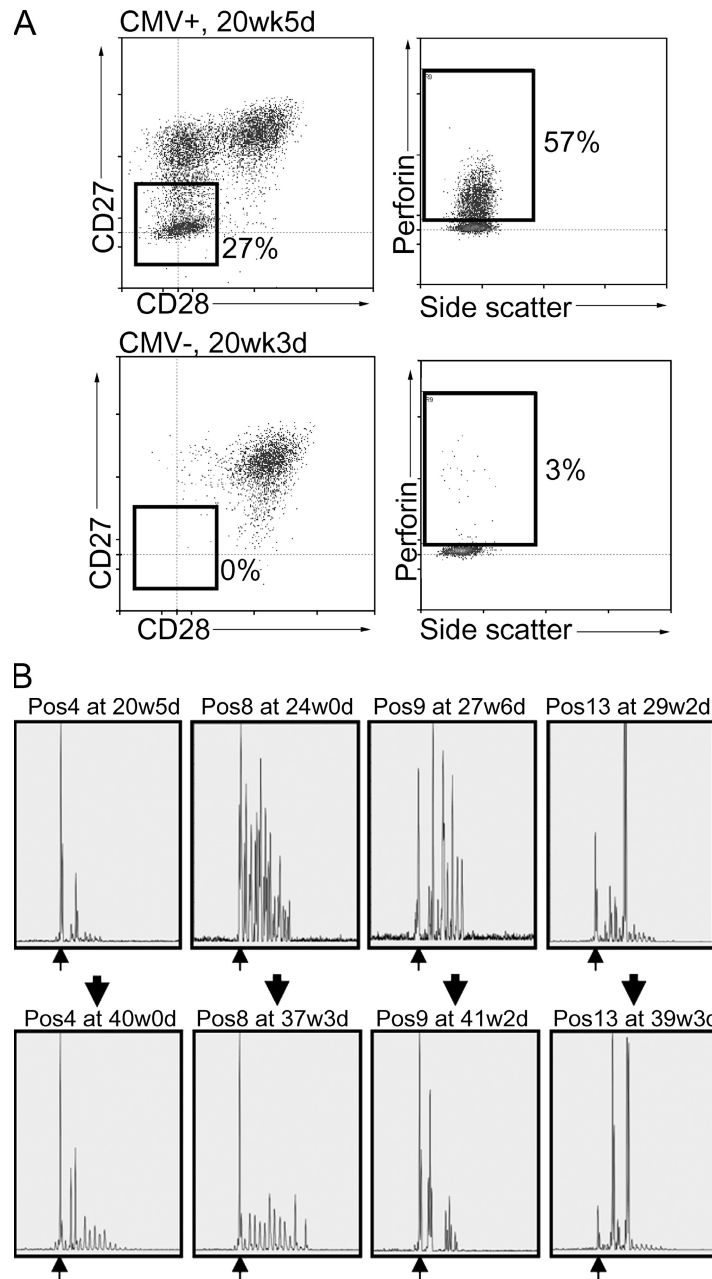 A
CMV+, 20wk5d
CD27
27%
CD28
R9
Perforin
57%
Side scatter
CMV-, 20wk3d
CD27
0%
CD28
R9
Perforin
3%
Side scatter
B
Pos4 at 20w5d
Pos8 at 24w0d
Pos9 at 27w6d
Pos13 at 29w2d
Pos4 at 40w0d
Pos8 at 37w3d
Pos9 at 41w2d
Pos13 at 39w3d